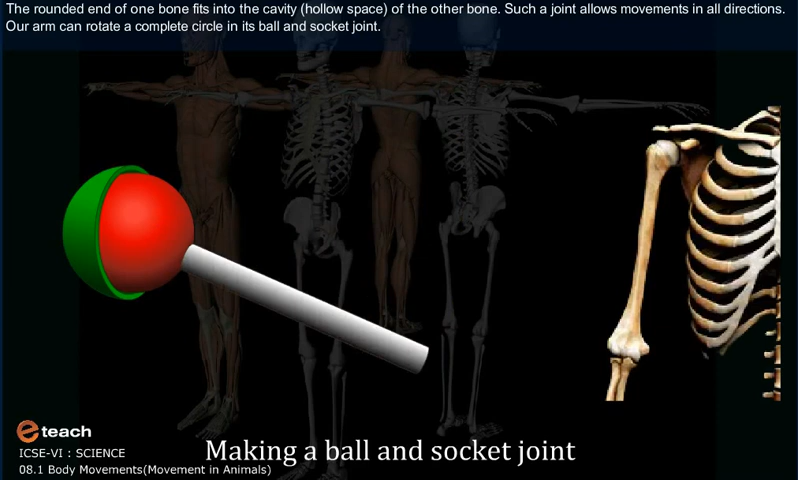 The rounded end of one bone fits into the cavity (hollow space) of the other bone. Such a joint allows movements in all directions.
Our arm can rotate a complete circle in its ball and socket joint.
e teach
ICSE-VI : SCIENCE
Making a ball and socket joint
08.1 Body Movements(Movement in Animals)